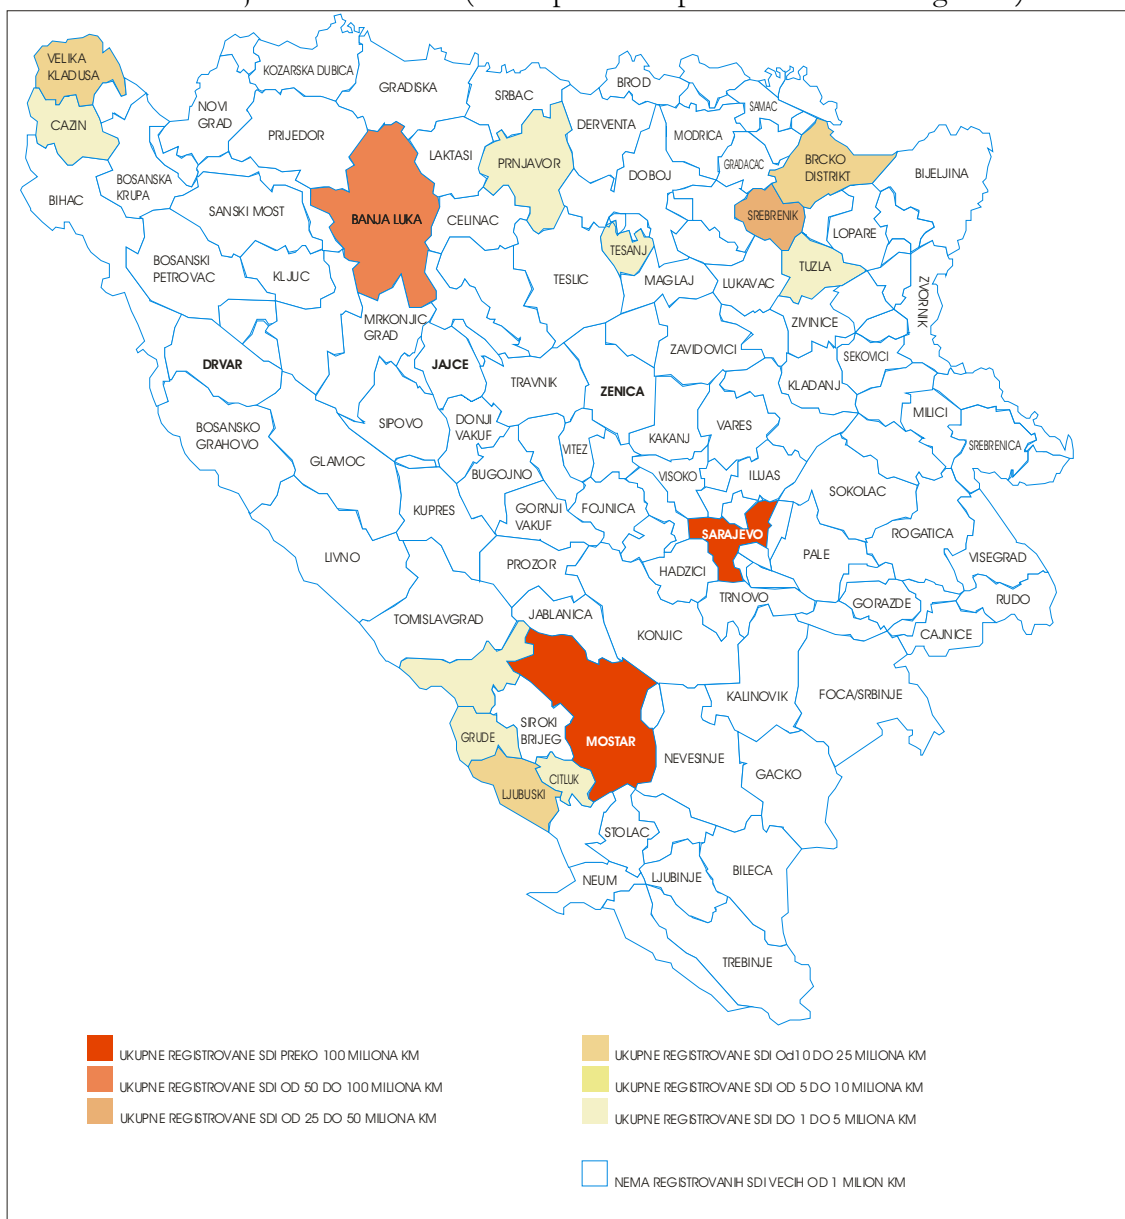 VELIKA
KLADUSA
CAZIN
BIHAC
BOSANSKA
KRUPA
NOVI
GRAD
KOZARSKA DUBICA
PRIJEDOR
GRADISKA
SRBAC
LAKTASI
PRNJAVOR
DERVENTA
BROD
MODRICA
SAMAC
GRADACAC
DOBOJ
BRCKO
DISTRIKT
BIJELJINA
SANSKI MOST
BANJA LUKA
CELINAC
SREBRENIK
LOPARE
BOSANSKI
PETROVAC
KLJUC
TESLIC
TESANJ
MAGLAJ
LUKAVAC
TUZLA
ZVORNIK
MRKONJIC
GRAD
ZIVINICE
DRVAR
JAJCE
TRAVNIK
ZENICA
ZAVIDOVICI
SEKOVICI
KLADANJ
BOSANSKO
GRAHOVO
SIPOVO
DONJI
VAKUF
VITEZ
KAKANJ
VARES
MILICI
SREBRENICA
GLAMOC
BUGOJNO
VISOKO
ILIJAS
SOKOLAC
KUPRES
GORNJI
VAKUF
FOJNICA
SARAJEVO
ROGATICA
LIVNO
PROZOR
HADZICI
PALE
VISEGRAD
TRNOVO
GORAZDE
RUDO
TOMISLAVGRAD
JABLANICA
KONJIC
CAJNICE
KALINOVIK
FOCA/SRBINJE
GRUDE
SIROKI
BRIJEG
MOSTAR
NEVESINJE
GACKO
LJUBUSKI
CITLUK
STOLAC
NEUM
LJUBINJE
BILECA
TREBINJE
UKUPNE REGISTROVANE SDI PREKO 100 MILIONA KM
UKUPNE REGISTROVANE SDI OD 50 DO 100 MILIONA KM
UKUPNE REGISTROVANE SDI OD 25 DO 50 MILIONA KM
UKUPNE REGISTROVANE SDI Od10 DO 25 MILIONA KM
UKUPNE REGISTROVANE SDI OD 5 DO 10 MILIONA KM
UKUPNE REGISTROVANE SDI DO 1 DO 5 MILIONA KM
NEMA REGISTROVANIH SDI VECIH OD 1 MILION KM